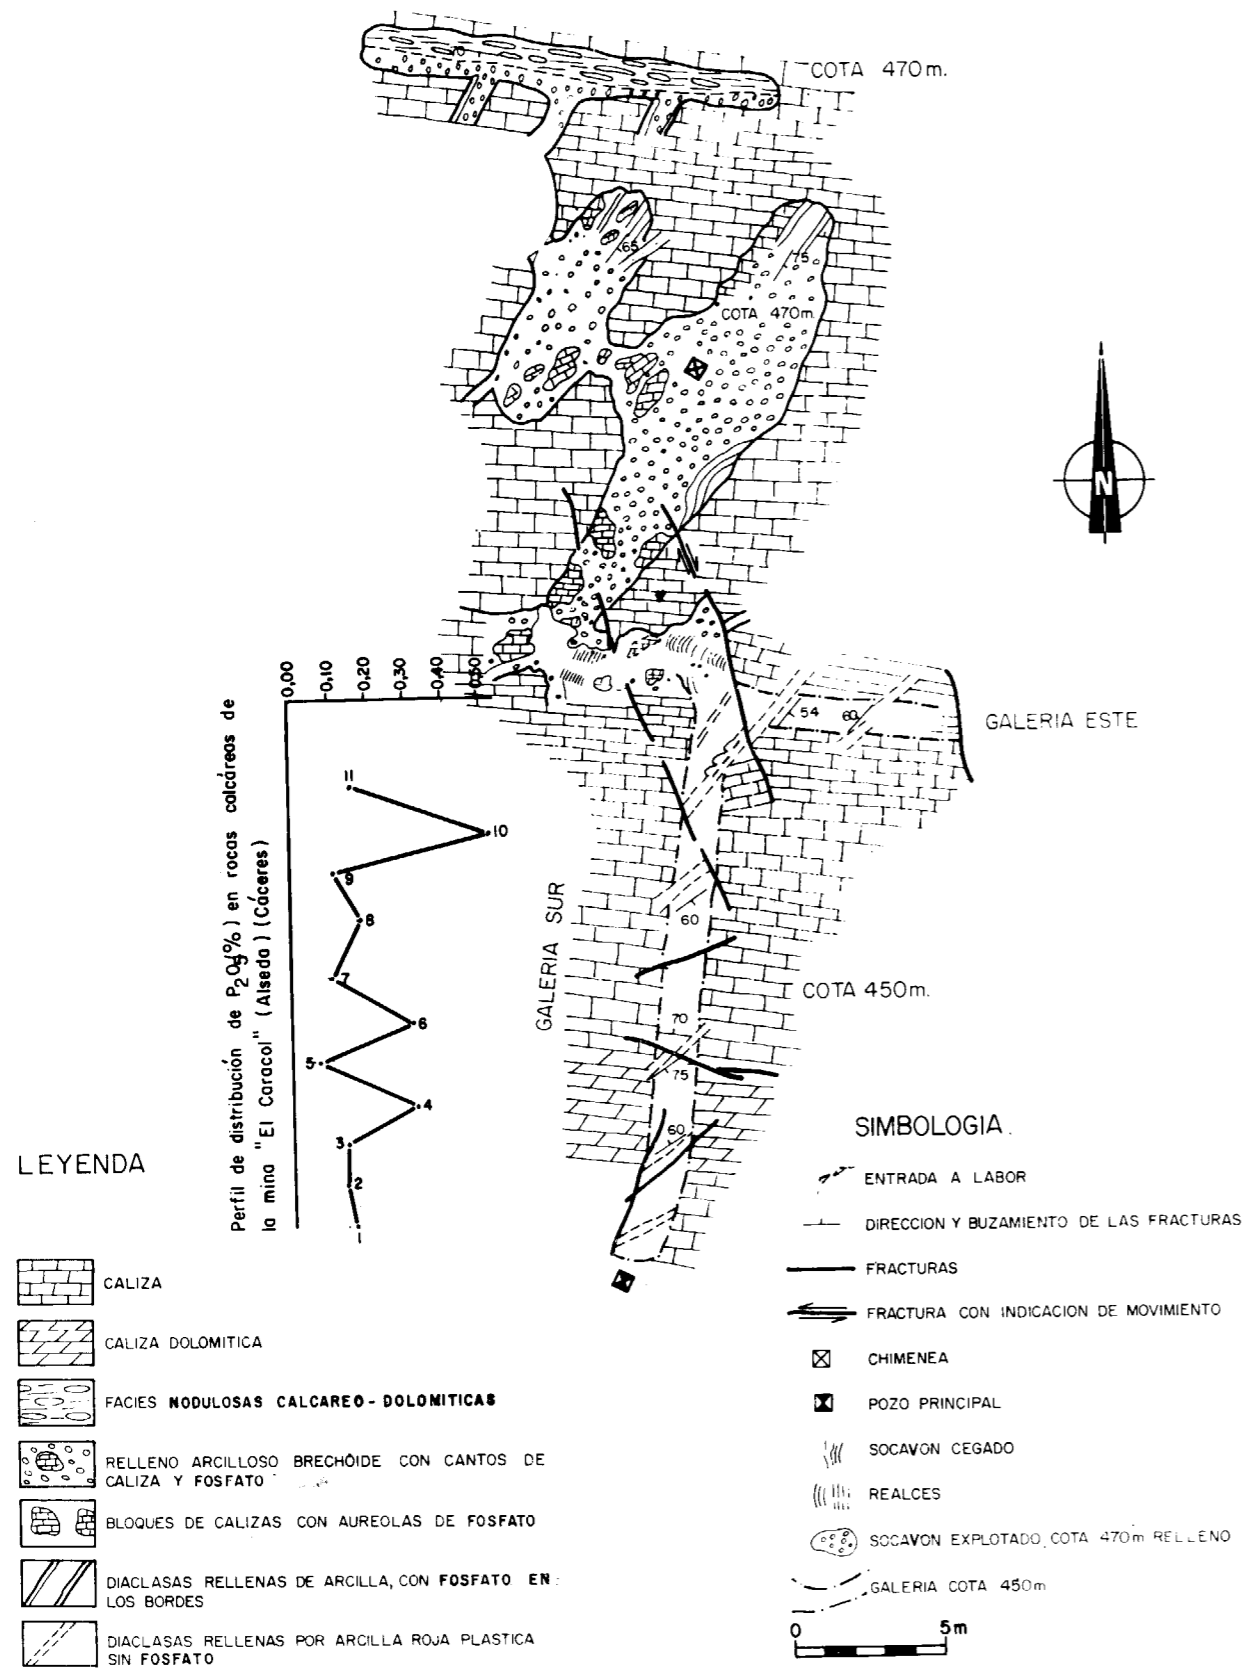 COTA 470m.
70
65
75
COTA 470m.
N
0,00
0,10
0,20
0,30
0,40
0,50
54
60
GALERIA ESTE
11
10
9
8
7
6
5
4
3
2
1
Perfil de distribución de P2O5(%) en rocas calcáreas de
la mina "El Caracol" (Alseda) (Cáceres)
GALERIA SUR
60
COTA 450m.
70
75
60
LEYENDA
CALIZA
CALIZA DOLOMITICA
FACIES NODULOSAS CALCAREO-DOLOMITICAS
RELLENO ARCILLOSO BRECHÓIDE CON CANTOS DE
CALIZA Y FOSFATO
BLOQUES DE CALIZAS CON AUREOLAS DE FOSFATO
DIACLASAS RELLENAS DE ARCILLA, CON FOSFATO EN
LOS BORDES
DIACLASAS RELLENAS POR ARCILLA ROJA PLASTICA
SIN FOSFATO
SIMBOLOGIA.
ENTRADA A LABOR
DIRECCION Y BUZAMIENTO DE LAS FRACTURAS
FRACTURAS
FRACTURA CON INDICACION DE MOVIMIENTO
CHIMENEA
POZO PRINCIPAL
SOCAVON CEGADO
REALCES
SOCAVON EXPLOTADO, COTA 470m RELLENO
GALERIA COTA 450m
0 5m